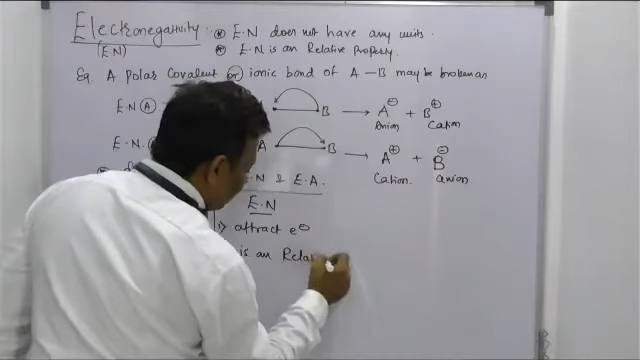 Electronegativity :- * E.N does not have any units.
(EN) * E.N is an Relative Property.
Eg. A polar covalent or ionic bond of A - B may be broken as
E.N A B → A⊖ + B⊕
Anion Cation
E.N. A B → A⊕ + B⊖
Cation. anion
N & E.A.
E.N
1) attract e⊖
is an Rela